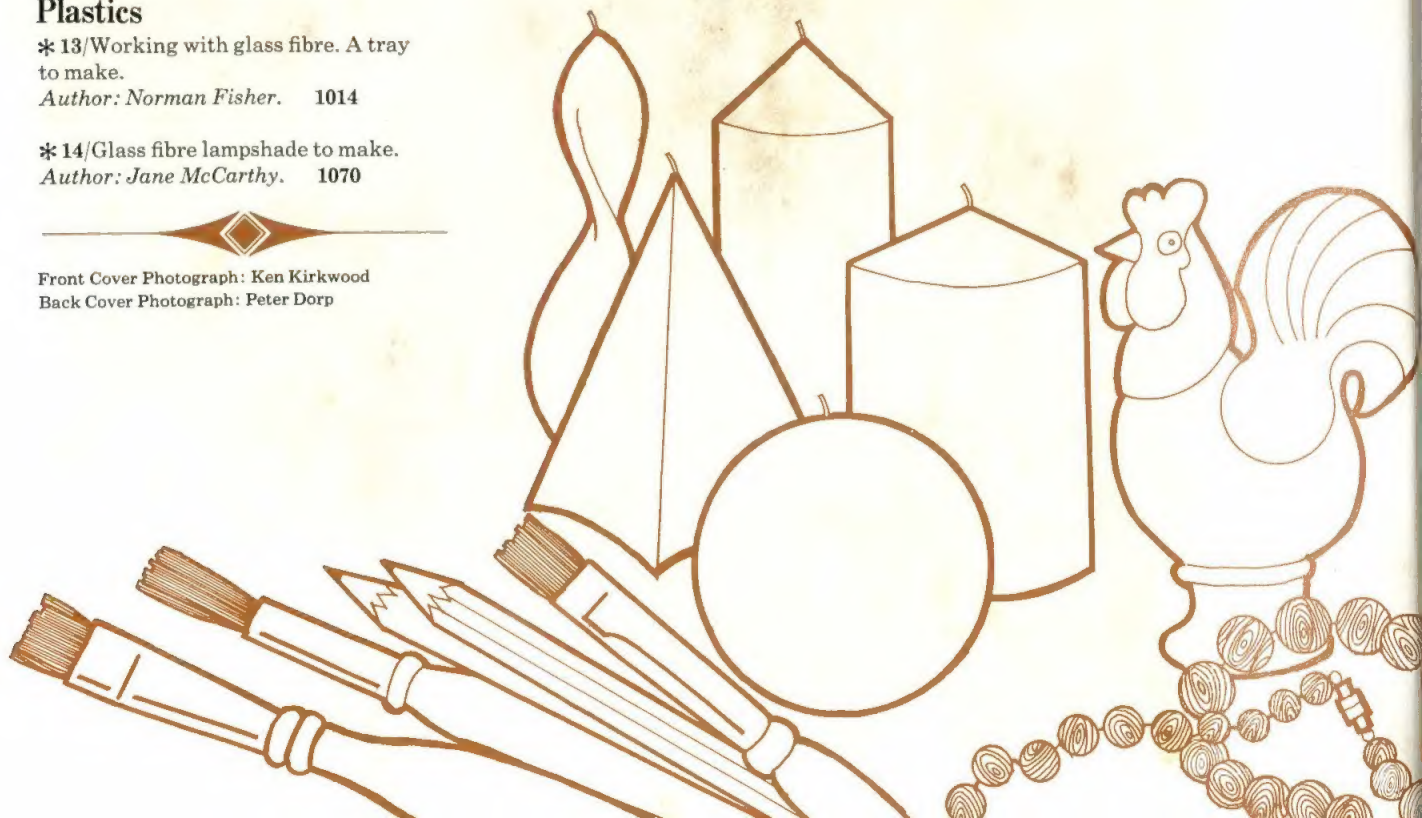 Plastics
* 13/Working with glass fibre. A tray
to make.
Author: Norman Fisher. 1014
* 14/Glass fibre lampshade to make.
Author: Jane McCarthy. 1070
Front Cover Photograph: Ken Kirkwood
Back Cover Photograph: Peter Dorp